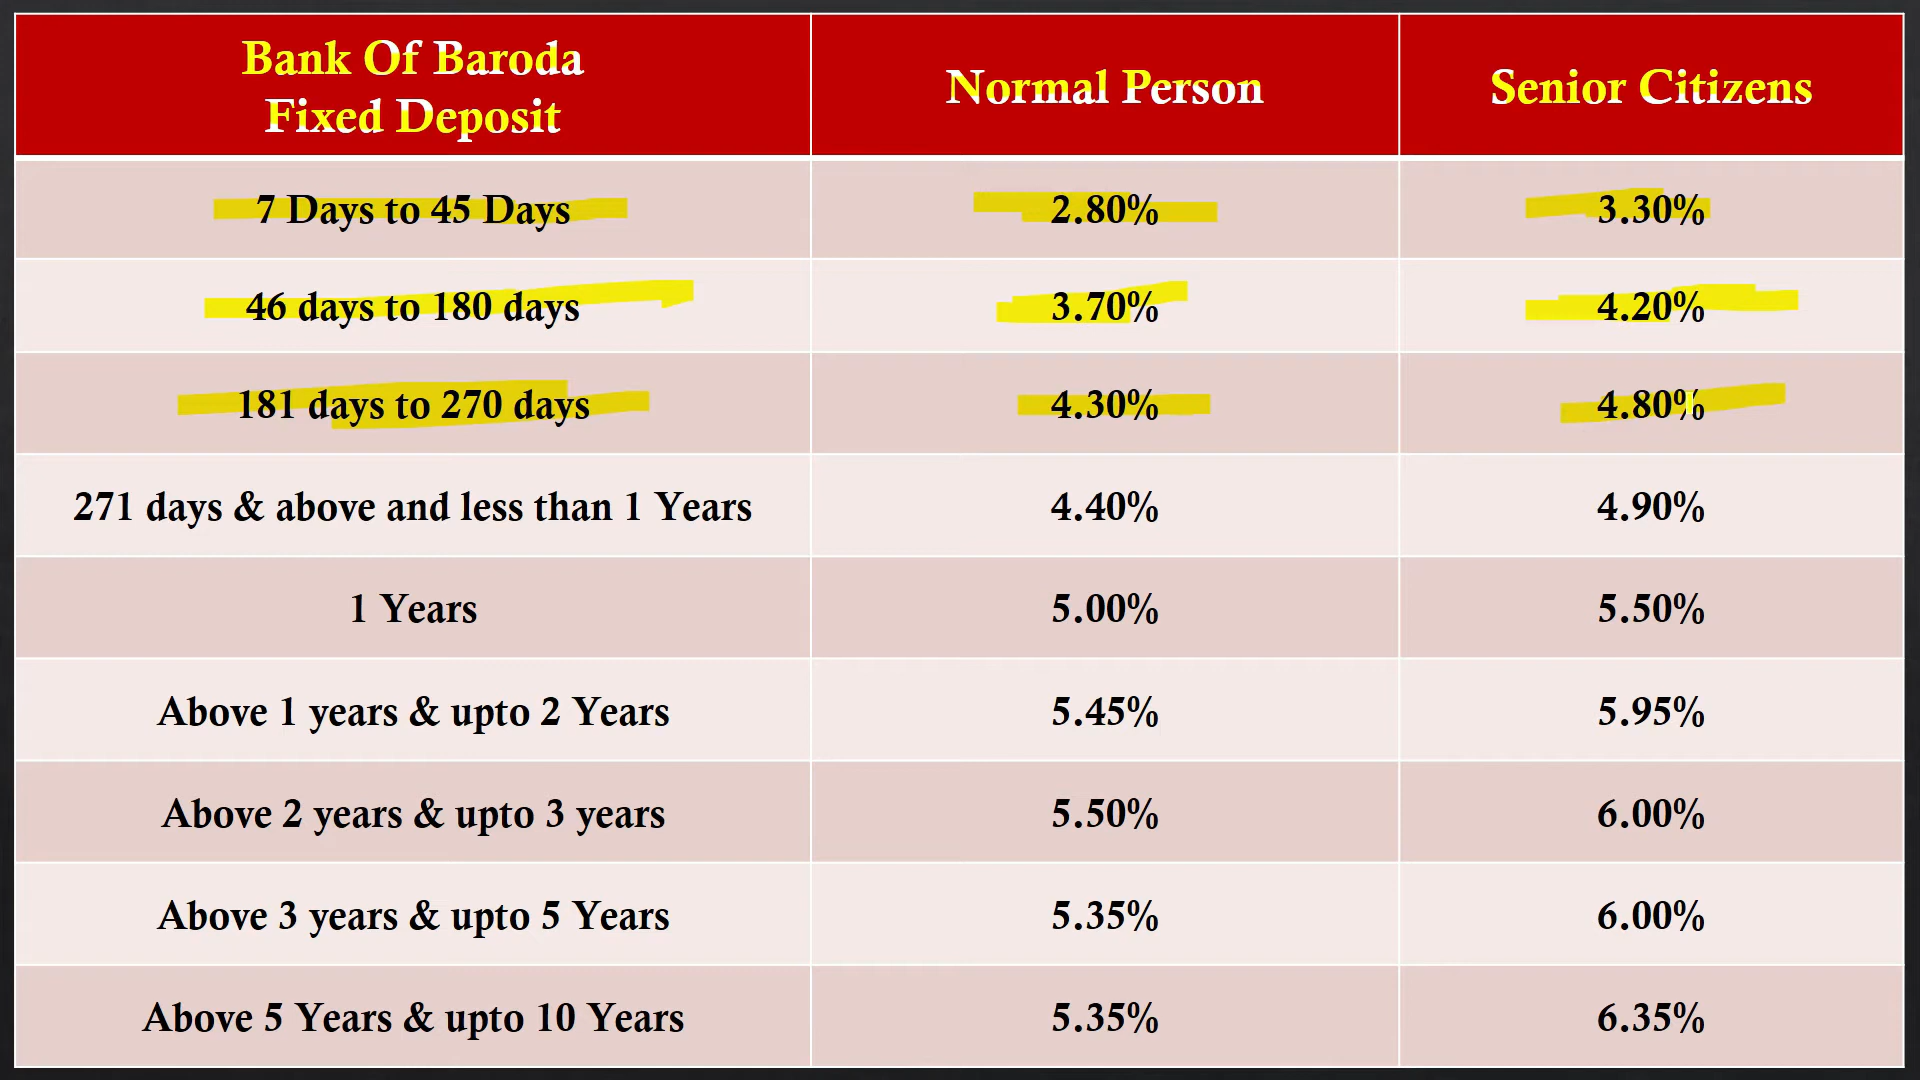 Bank Of Baroda
Fixed Deposit
Normal Person
Senior Citizens
7 Days to 45 Days 2.80% 3.30%
46 days to 180 days 3.70% 4.20%
181 days to 270 days 4.30% 4.80%
271 days & above and less than 1 Years 4.40% 4.90%
1 Years 5.00% 5.50%
Above 1 years & upto 2 Years 5.45% 5.95%
Above 2 years & upto 3 years 5.50% 6.00%
Above 3 years & upto 5 Years 5.35% 6.00%
Above 5 Years & upto 10 Years 5.35% 6.35%